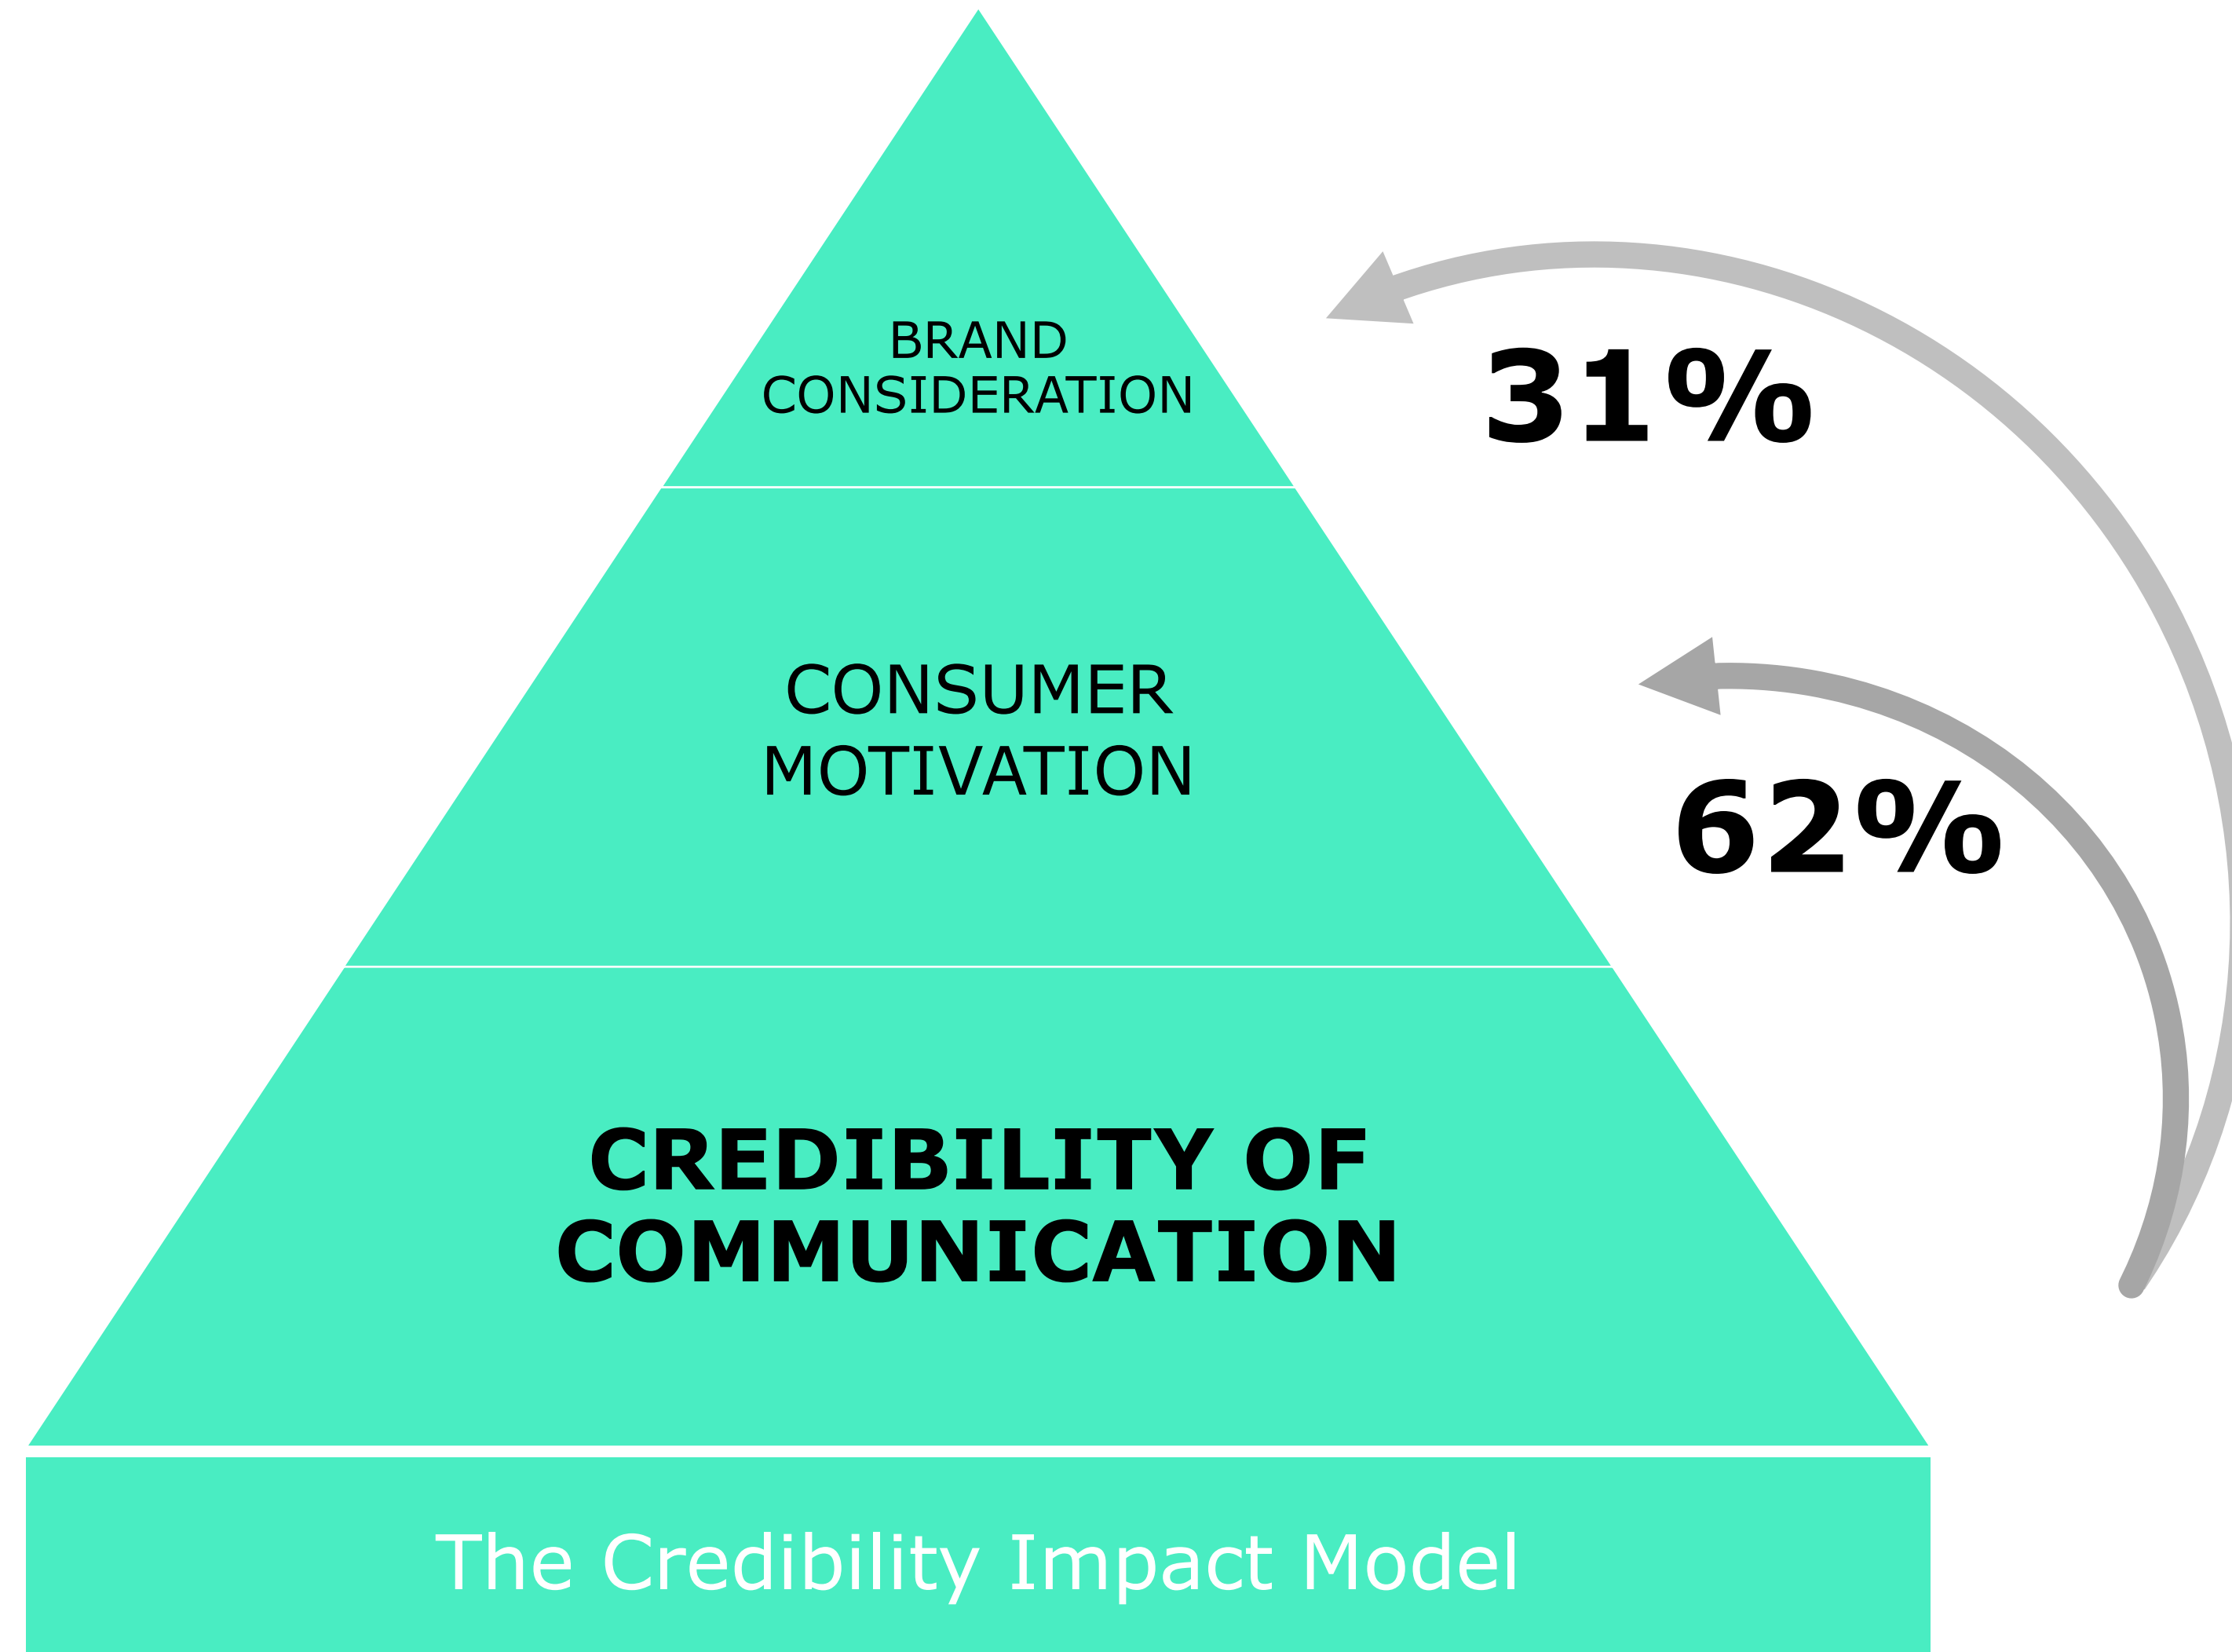 BRAND
CONSIDERATION
31%
CONSUMER
MOTIVATION
62%
CREDIBILITY OF
COMMUNICATION
The Credibility Impact Model